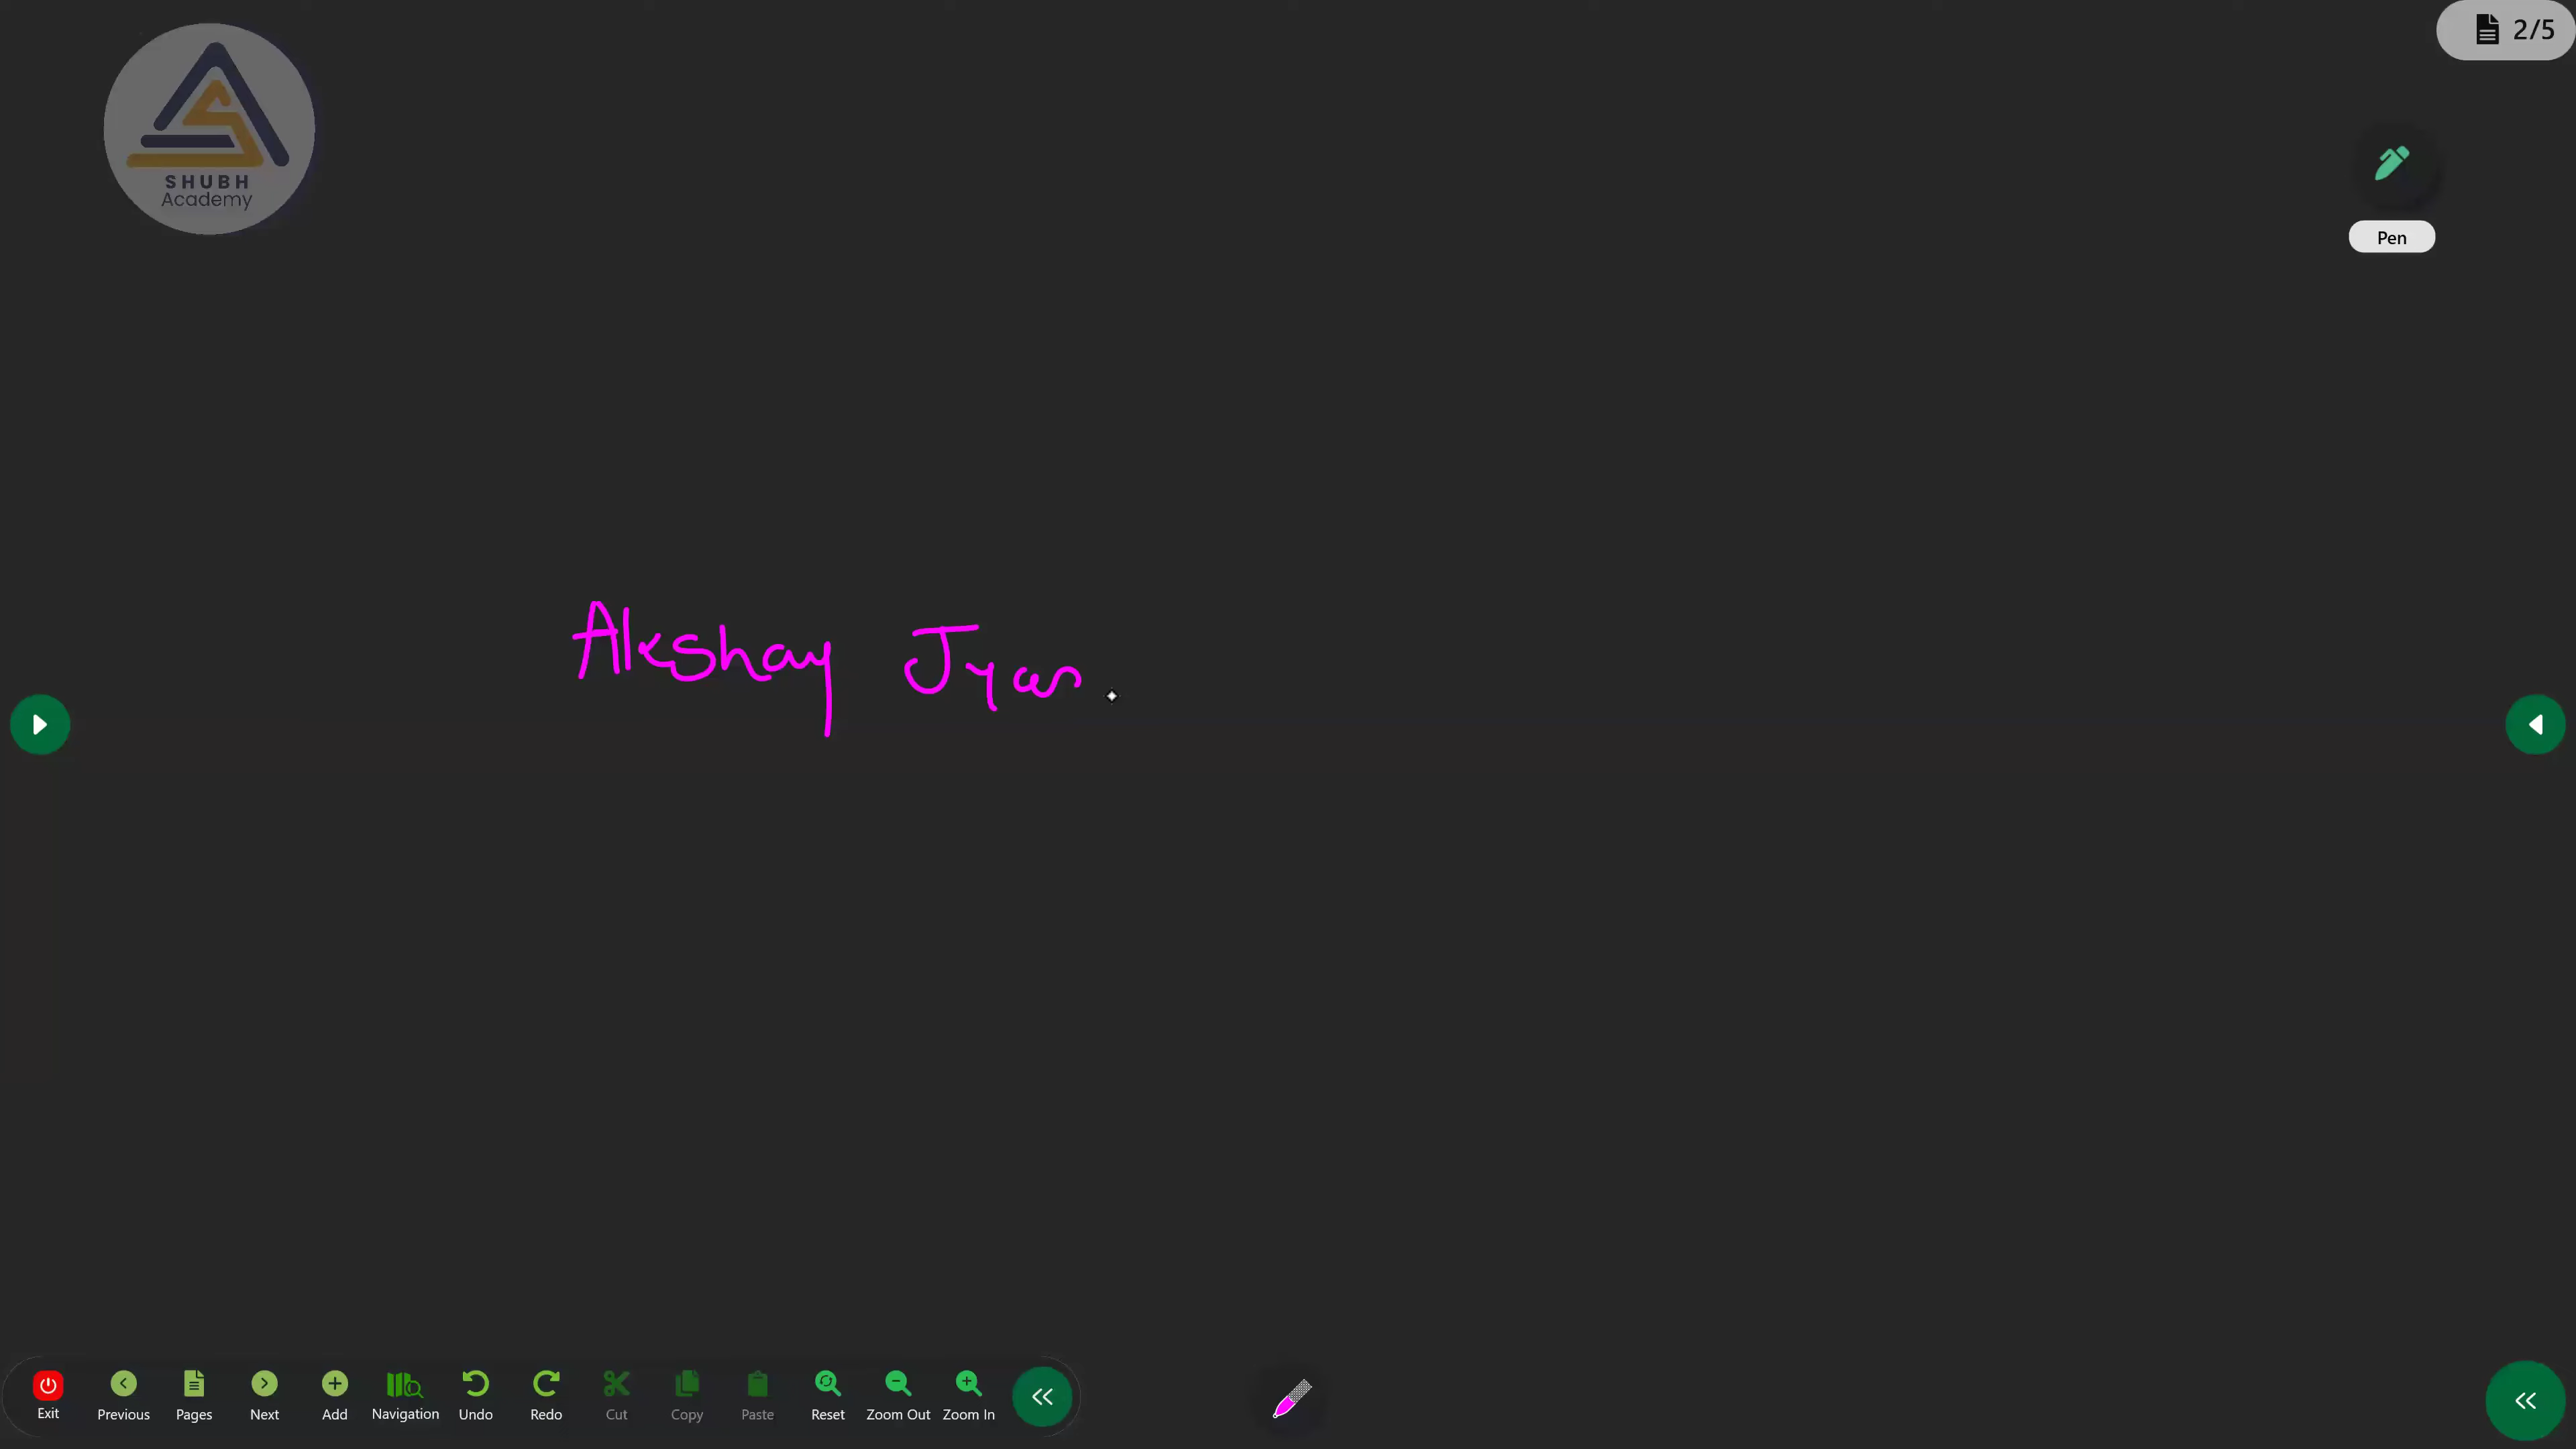 SHUBH
Academy
2/5
Pen
Akshay Jyan
Exit Previous Pages Next Add Navigation Undo Redo Cut Copy Paste Reset Zoom Out Zoom In